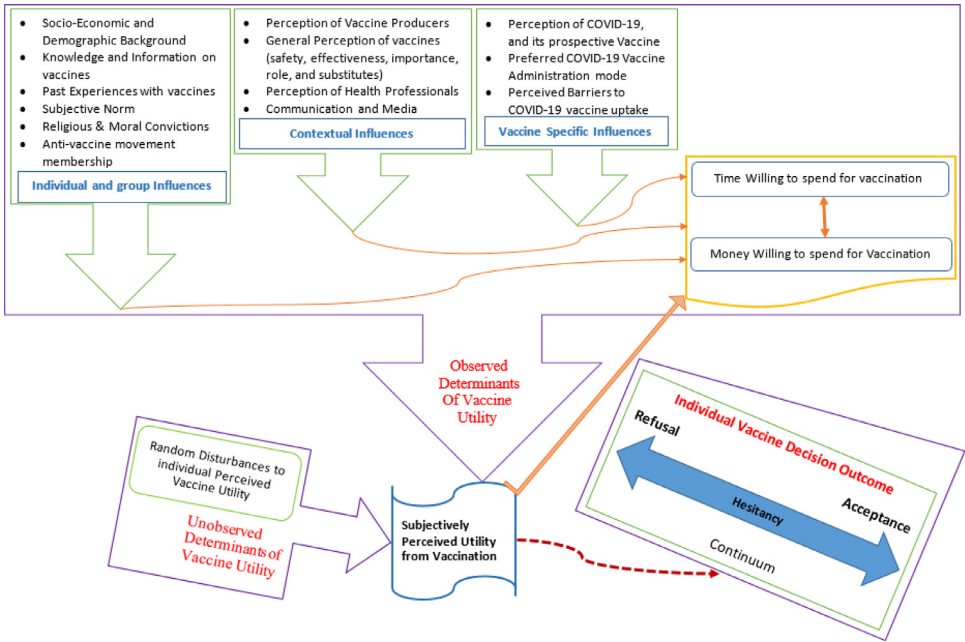 • Socio-Economic and
Demographic Background
• Knowledge and Information on
vaccines
• Past Experiences with vaccines
• Subjective Norm
• Religious & Moral Convictions
• Anti-vaccine movement
membership
Individual and group Influences
• Perception of Vaccine Producers
• General Perception of vaccines
(safety, effectiveness, importance,
role, and substitutes)
• Perception of Health Professionals
• Communication and Media
Contextual Influences
• Perception of COVID-19,
and its prospective Vaccine
• Preferred COVID-19 Vaccine
Administration mode
• Perceived Barriers to
COVID-19 vaccine uptake
Vaccine Specific Influences
Time Willing to spend for vaccination
Money Willing to spend for Vaccination
Observed
Determinants
Of Vaccine
Utility
Random Disturbances to
individual Perceived
Vaccine Utility
Unobserved
Determinants of
Vaccine Utility
Subjectively
Perceived Utility
from Vaccination
Individual Vaccine Decision Outcome
Refusal
Hesitancy
Acceptance
Continuum